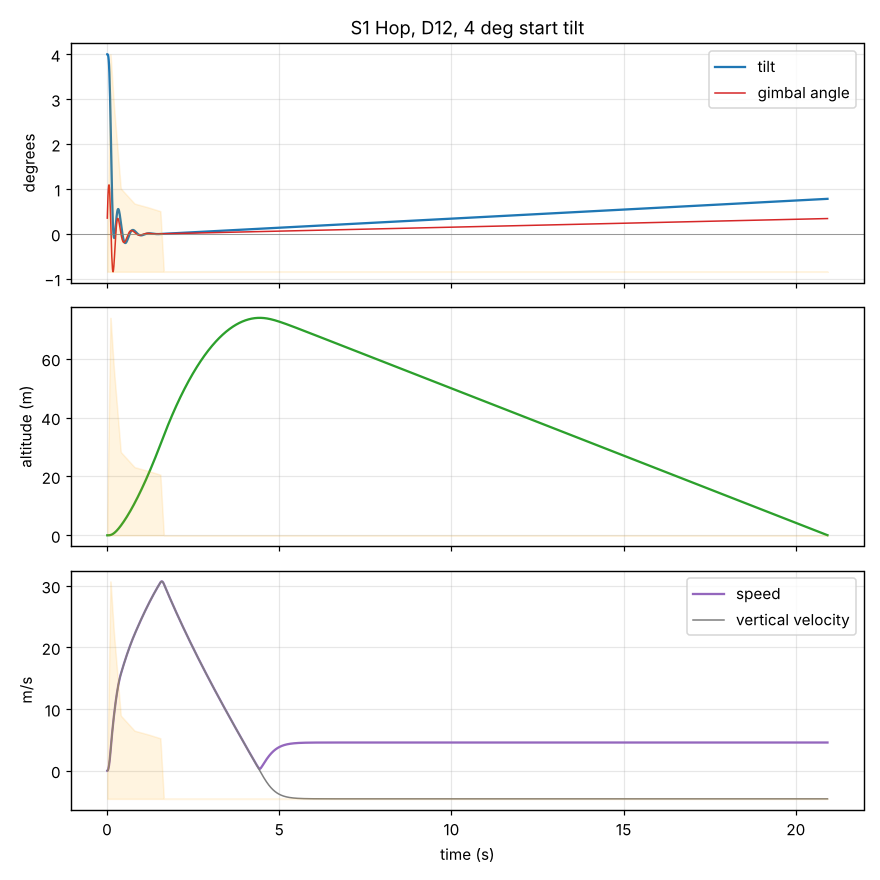 S1 Hop, D12, 4 deg start tilt
4
3
2
1
0
−1
degrees
tilt
gimbal angle
60
40
20
0
altitude (m)
30
20
10
0
m/s
speed
vertical velocity
0 5 10 15 20
time (s)